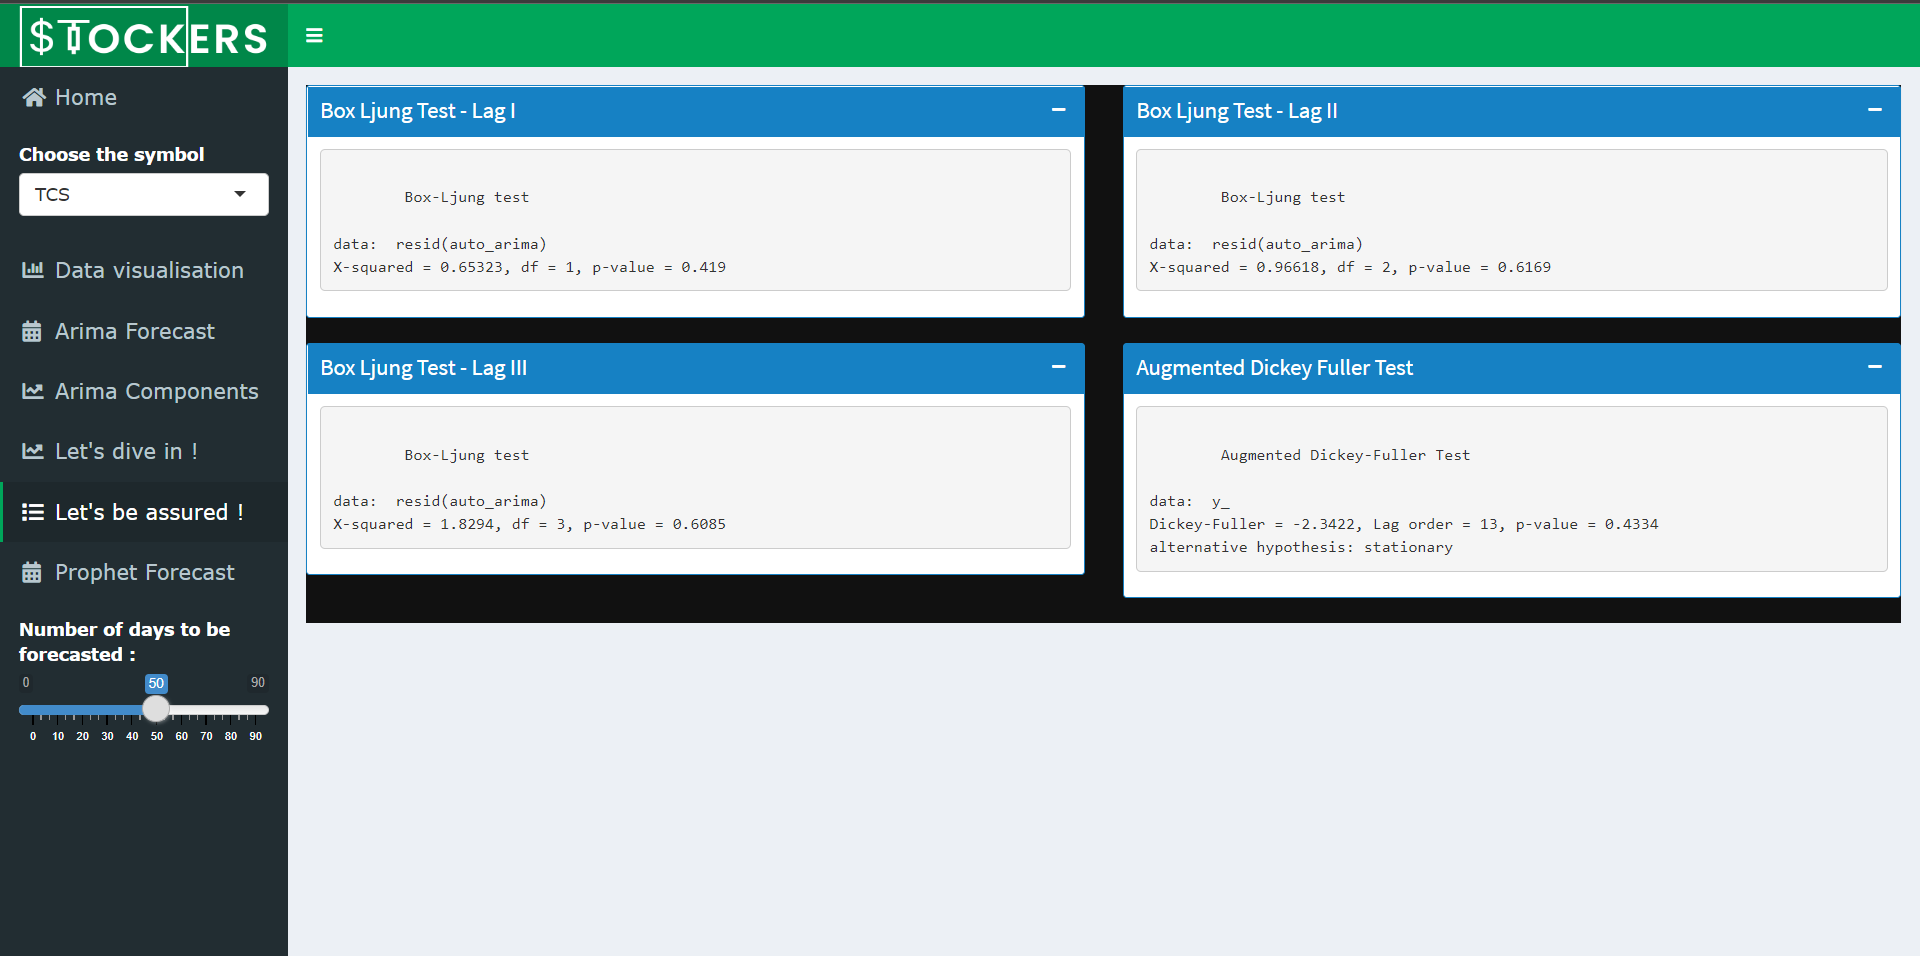 $TOCKERS
Home
Choose the symbol
TCS
Data visualisation
Arima Forecast
Arima Components
Let's dive in !
Let's be assured !
Prophet Forecast
Number of days to be
forecasted :
0 50 90
0 10 20 30 40 50 60 70 80 90
Box Ljung Test - Lag I
Box-Ljung test
data: resid(auto_arima)
X-squared = 0.65323, df = 1, p-value = 0.419
Box Ljung Test - Lag II
Box-Ljung test
data: resid(auto_arima)
X-squared = 0.96618, df = 2, p-value = 0.6169
Box Ljung Test - Lag III
Box-Ljung test
data: resid(auto_arima)
X-squared = 1.8294, df = 3, p-value = 0.6085
Augmented Dickey Fuller Test
Augmented Dickey-Fuller Test
data: y_
Dickey-Fuller = -2.3422, Lag order = 13, p-value = 0.4334
alternative hypothesis: stationary